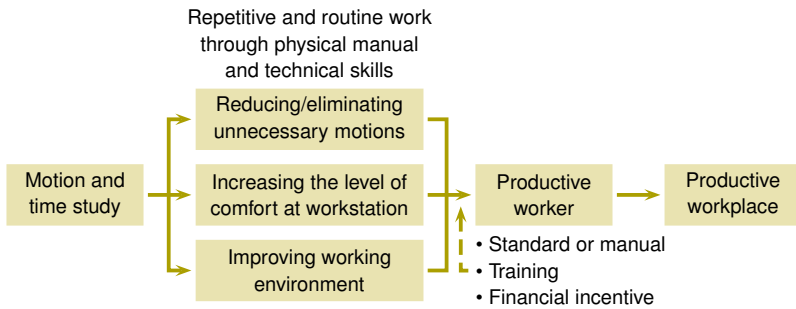 Repetitive and routine work
through physical manual
and technical skills
Reducing/eliminating
unnecessary motions
Motion and
time study
Increasing the level of
comfort at workstation
Improving working
environment
Productive
worker
Productive
workplace
• Standard or manual
• Training
• Financial incentive